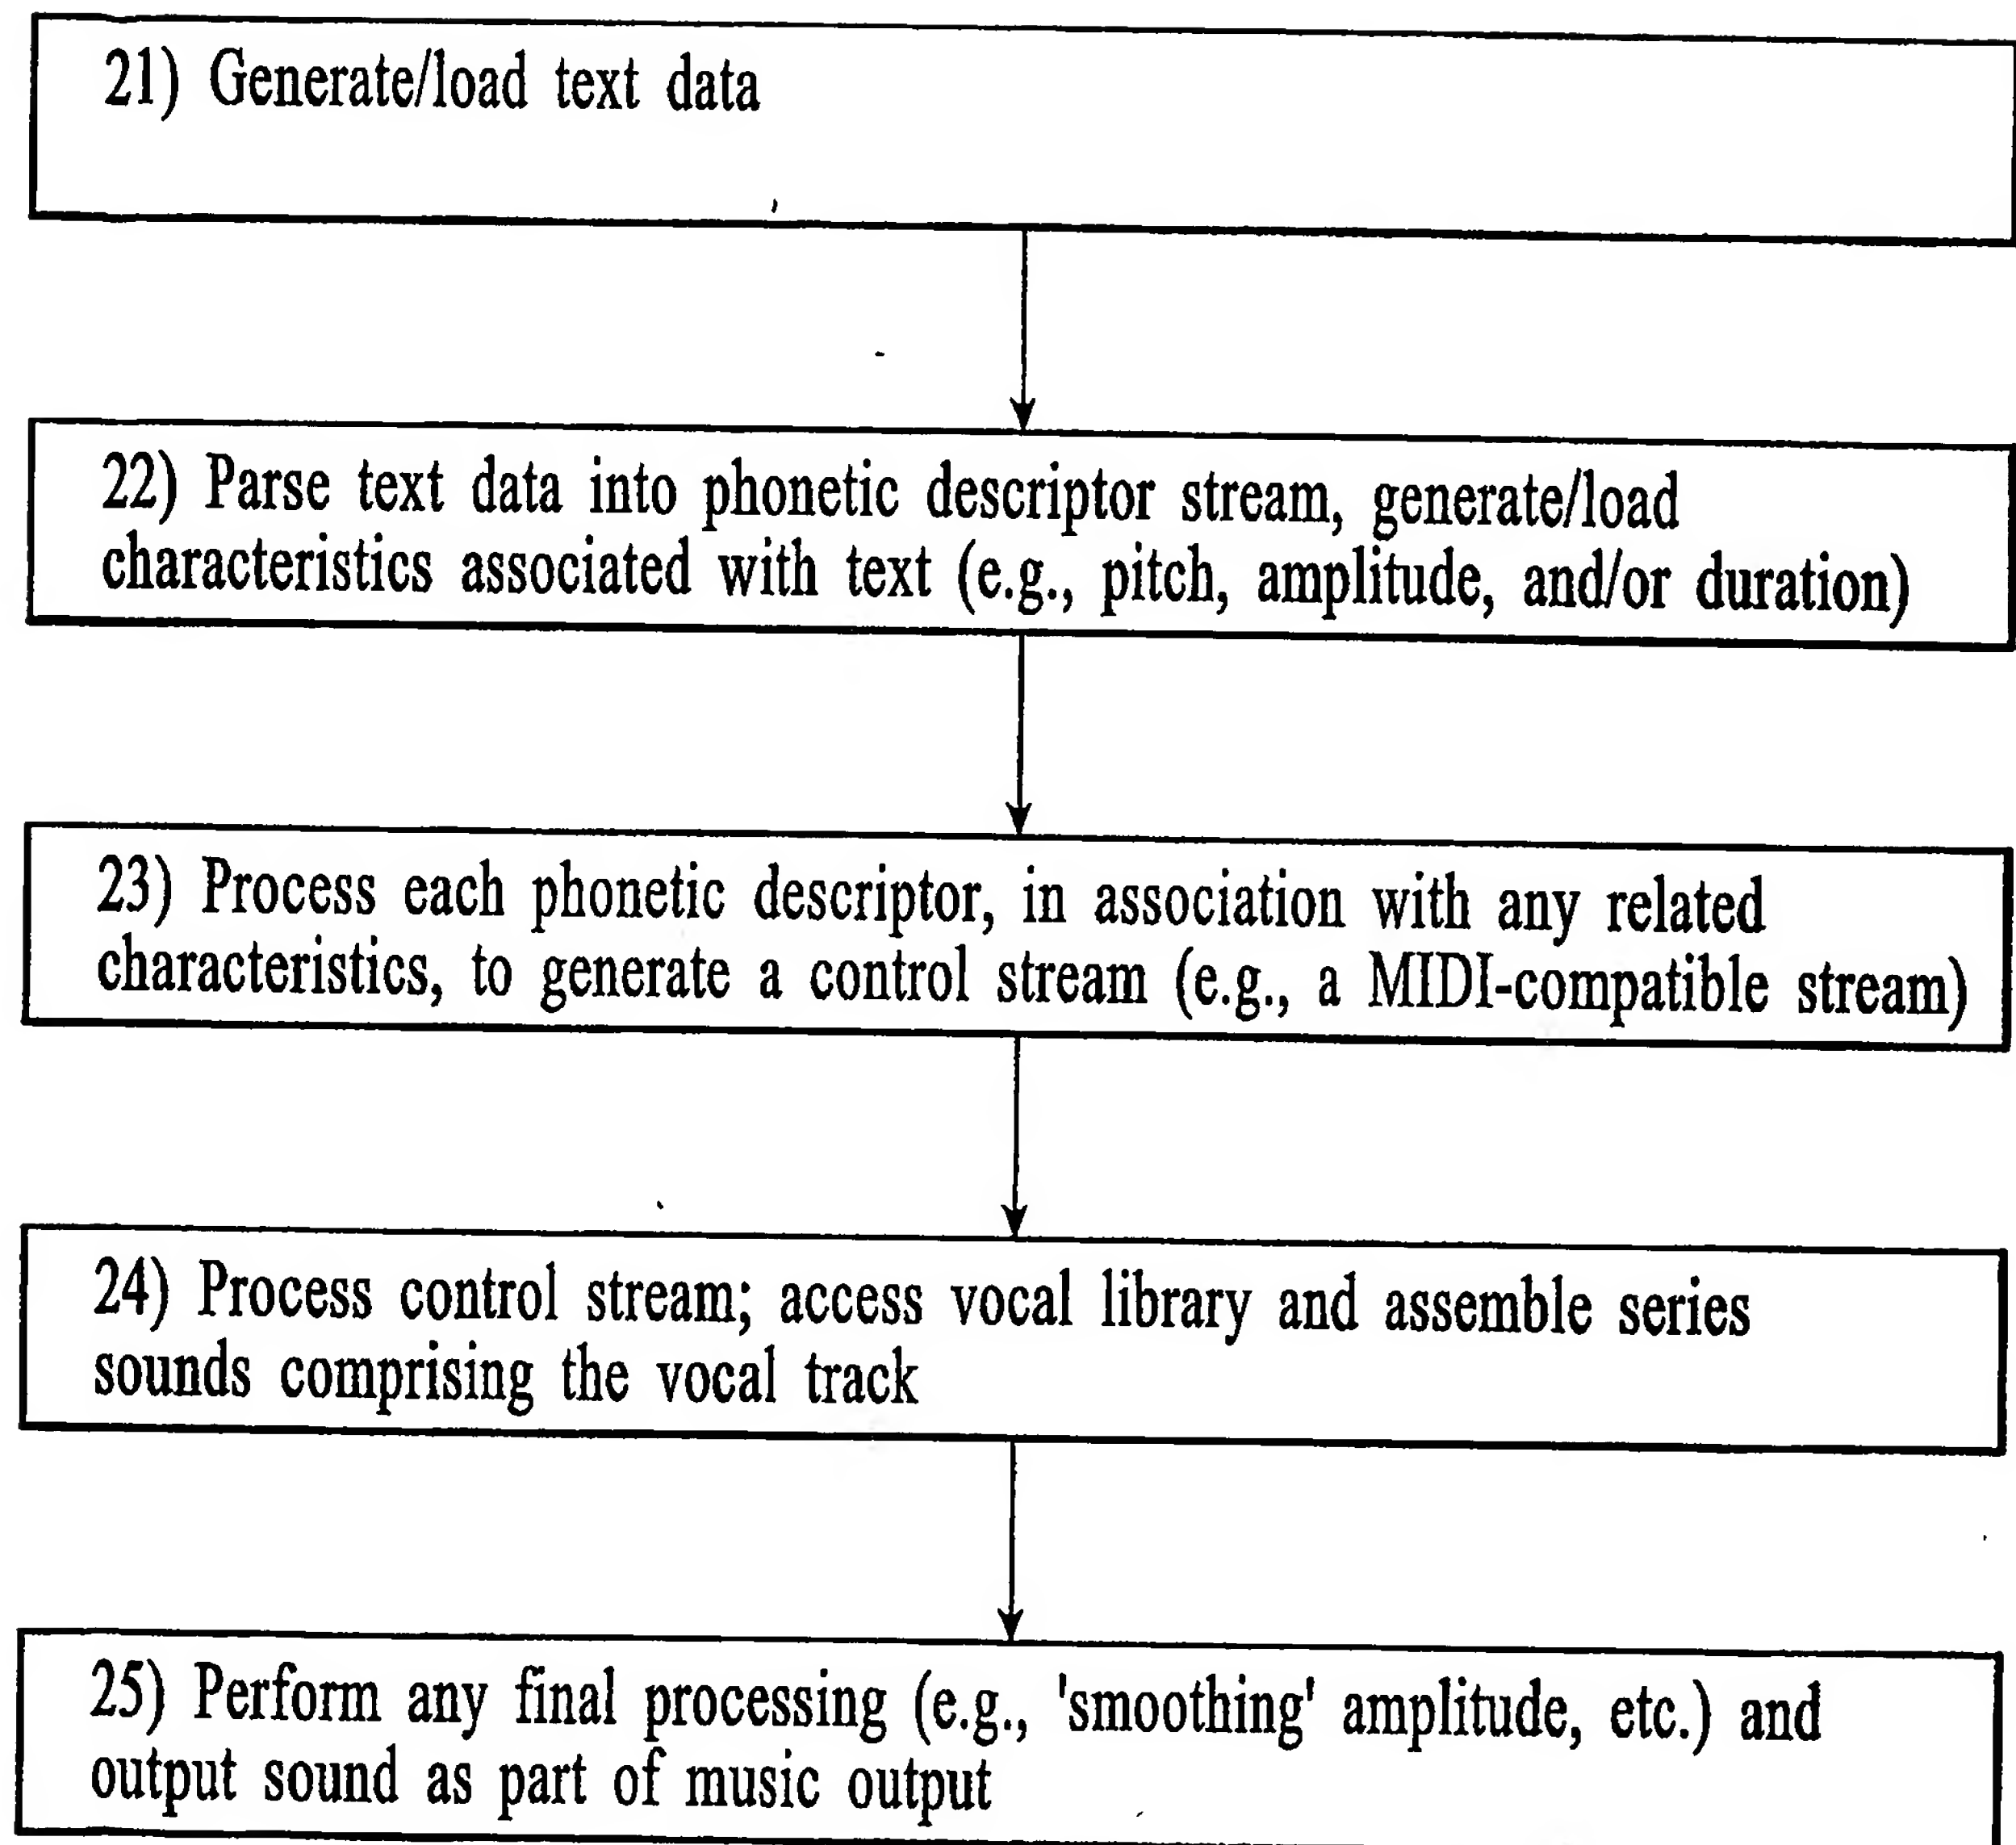 21) Generate/load text data
22) Parse text data into phonetic descriptor stream, generate/load
characteristics associated with text (e.g., pitch, amplitude, and/or duration)
23) Process each phonetic descriptor, in association with any related
characteristics, to generate a control stream (e.g., a MIDI-compatible stream)
24) Process control stream; access vocal library and assemble series
sounds comprising the vocal track
25) Perform any final processing (e.g., 'smoothing' amplitude, etc.) and
output sound as part of music output